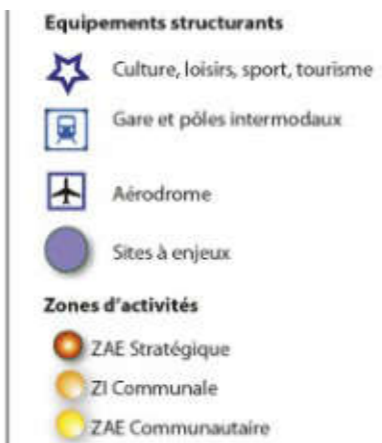 Equipements structurants
Culture, loisirs, sport, tourisme
Gare et pôles intermodaux
Aérodrome
Sites à enjeux
Zones d'activités
ZAE Stratégique
ZI Communale
ZAE Communautaire